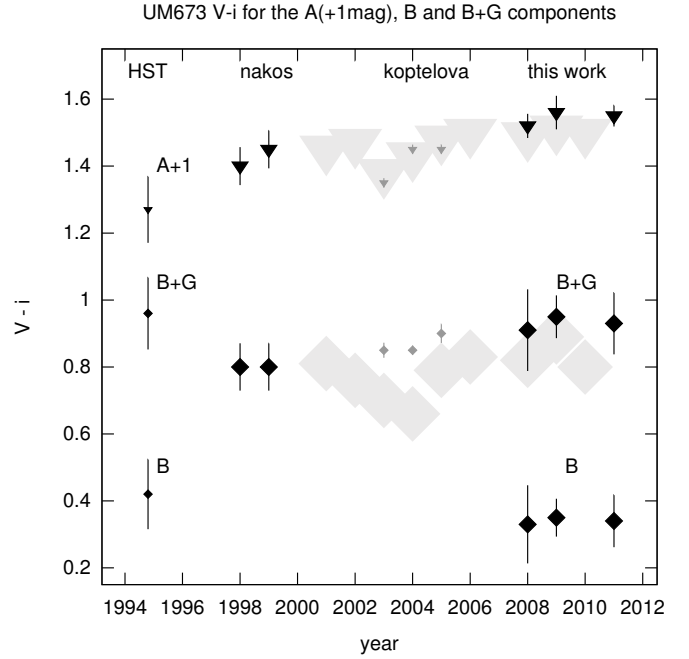 UM673 V-i for the A(+1mag), B and B+G components
HST nakos koptelova this work
1.6
A+1
1.4
1.2
B+G B+G
1
V - i
0.8
0.6
B B
0.4
0.2
1994 1996 1998 2000 2002 2004 2006 2008 2010 2012
year